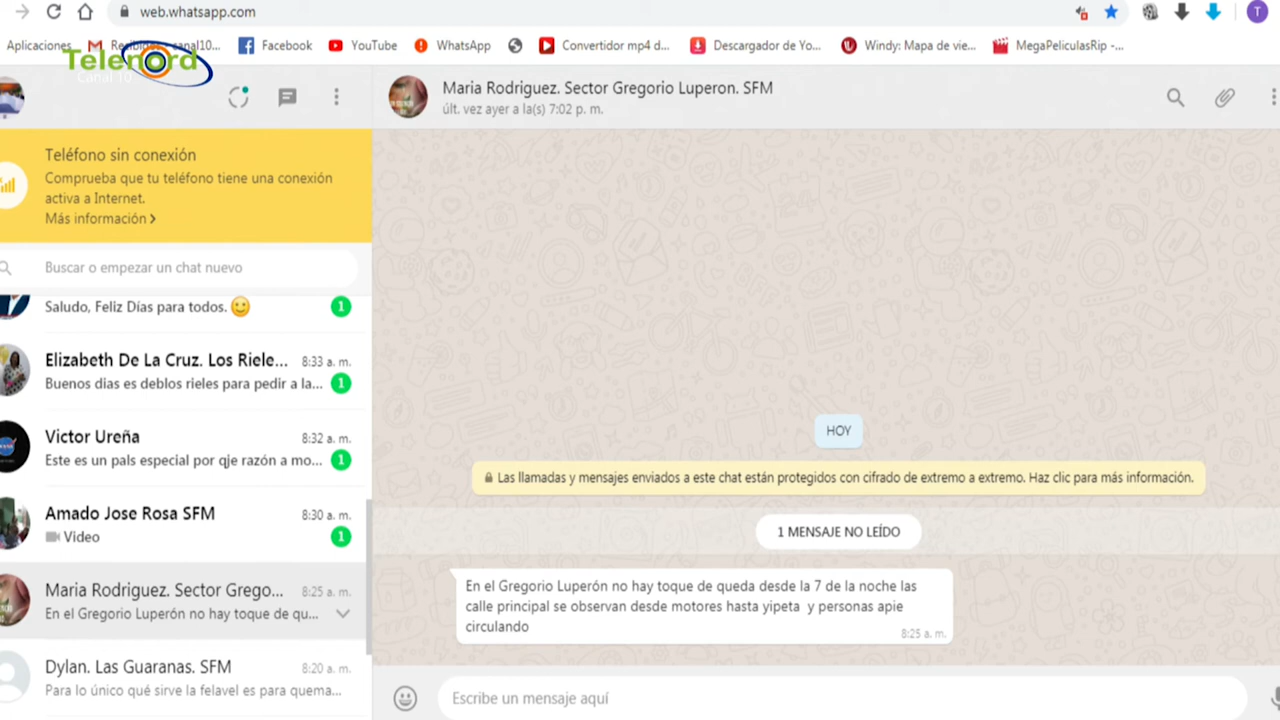 web.whatsapp.com
Aplicaciones
Recibidos - canal10...
Facebook
YouTube
WhatsApp
Convertidor mp4 d...
Descargador de Yo...
Windy: Mapa de vie...
MegaPeliculasRip -...
T
Telenord
Canal 10
Maria Rodriguez. Sector Gregorio Luperon. SFM
últ. vez ayer a la(s) 7:02 p. m.
Teléfono sin conexión
Comprueba que tu teléfono tiene una conexión
activa a Internet.
Más información >
Buscar o empezar un chat nuevo
Saludo, Feliz Días para todos. 🙂
1
Elizabeth De La Cruz. Los Riele...
8:33 a. m.
Buenos dias es deblos rieles para pedir a la...
1
Victor Ureña
8:32 a. m.
Este es un paIs especial por qje razón a mo...
1
Amado Jose Rosa SFM
8:30 a. m.
Video
1
Maria Rodriguez. Sector Grego...
8:25 a. m.
En el Gregorio Luperón no hay toque de qu...
Dylan. Las Guaranas. SFM
8:20 a. m.
Para lo único qué sirve la felavel es para quema...
HOY
Las llamadas y mensajes enviados a este chat están protegidos con cifrado de extremo a extremo. Haz clic para más información.
1 MENSAJE NO LEÍDO
En el Gregorio Luperón no hay toque de queda desde la 7 de la noche las
calle principal se observan desde motores hasta yipeta y personas apie
circulando
8:25 a. m.
Escribe un mensaje aquí